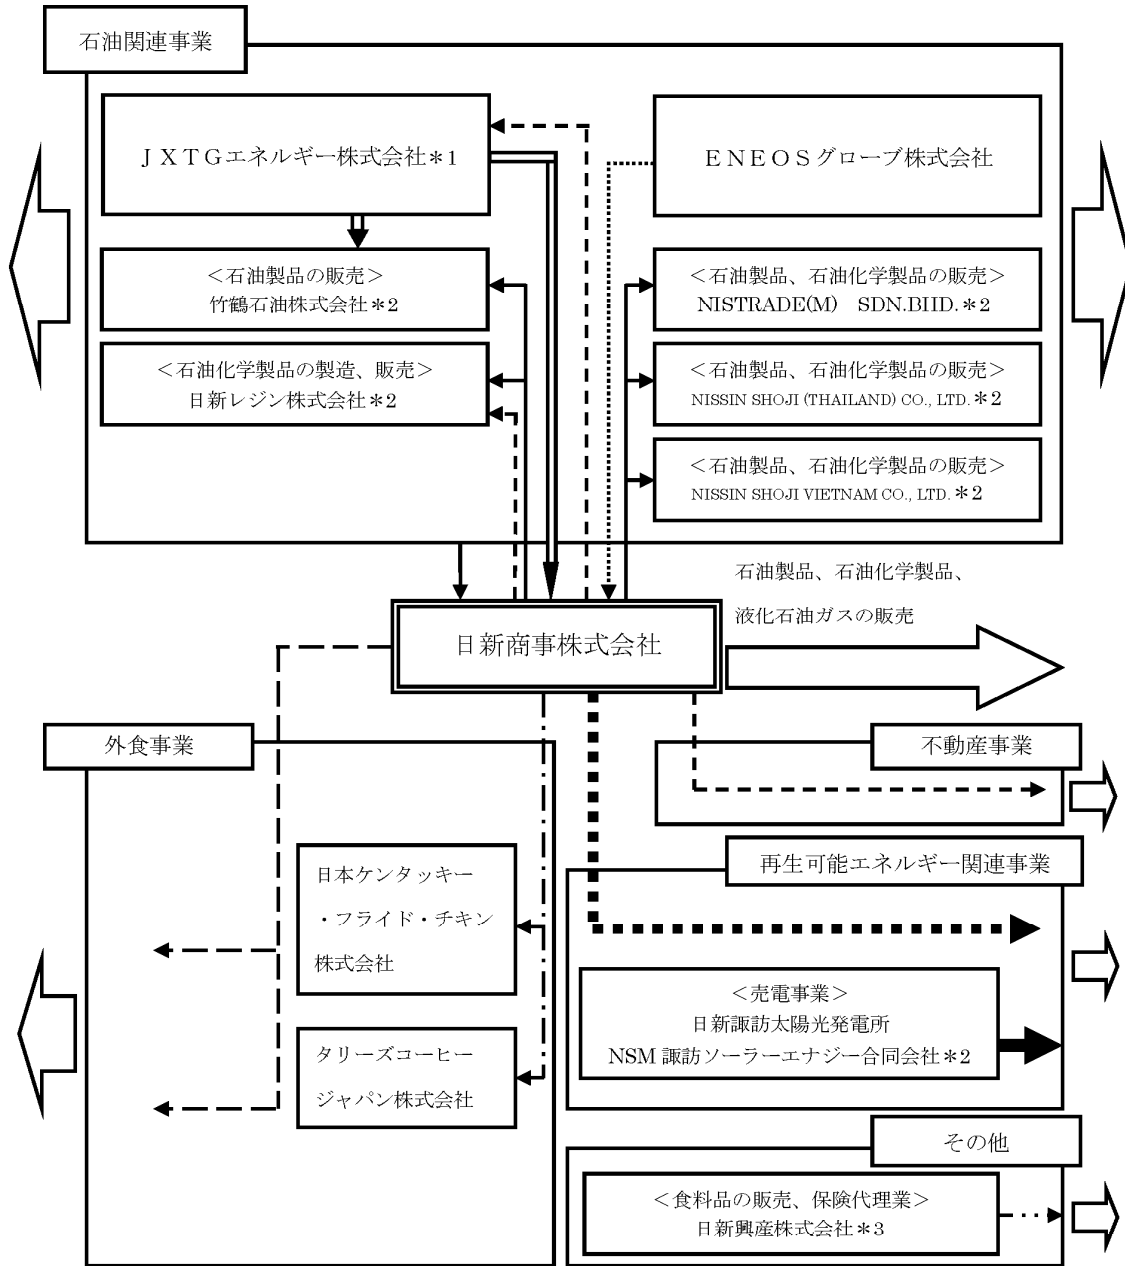 石油関連事業
ＪＸＴＧエネルギー株式会社＊1
ＥＮＥＯＳグローブ株式会社
＜石油製品の販売＞
竹鶴石油株式会社＊2
＜石油化学製品の製造、販売＞
日新レジン株式会社＊2
＜石油製品、石油化学製品の販売＞
NISTRADE(M) SDN.BHD.＊2
＜石油製品、石油化学製品の販売＞
NISSIN SHOJI (THAILAND) CO., LTD.＊2
＜石油製品、石油化学製品の販売＞
NISSIN SHOJI VIETNAM CO., LTD.＊2
石油製品、石油化学製品、
液化石油ガスの販売
日新商事株式会社
外食事業
日本ケンタッキー
・フライド・チキン
株式会社
タリーズコーヒー
ジャパン株式会社
不動産事業
再生可能エネルギー関連事業
＜売電事業＞
日新諏訪太陽光発電所
NSM 諏訪ソーラーエナジー合同会社＊2
その他
＜食料品の販売、保険代理業＞
日新興産株式会社＊3